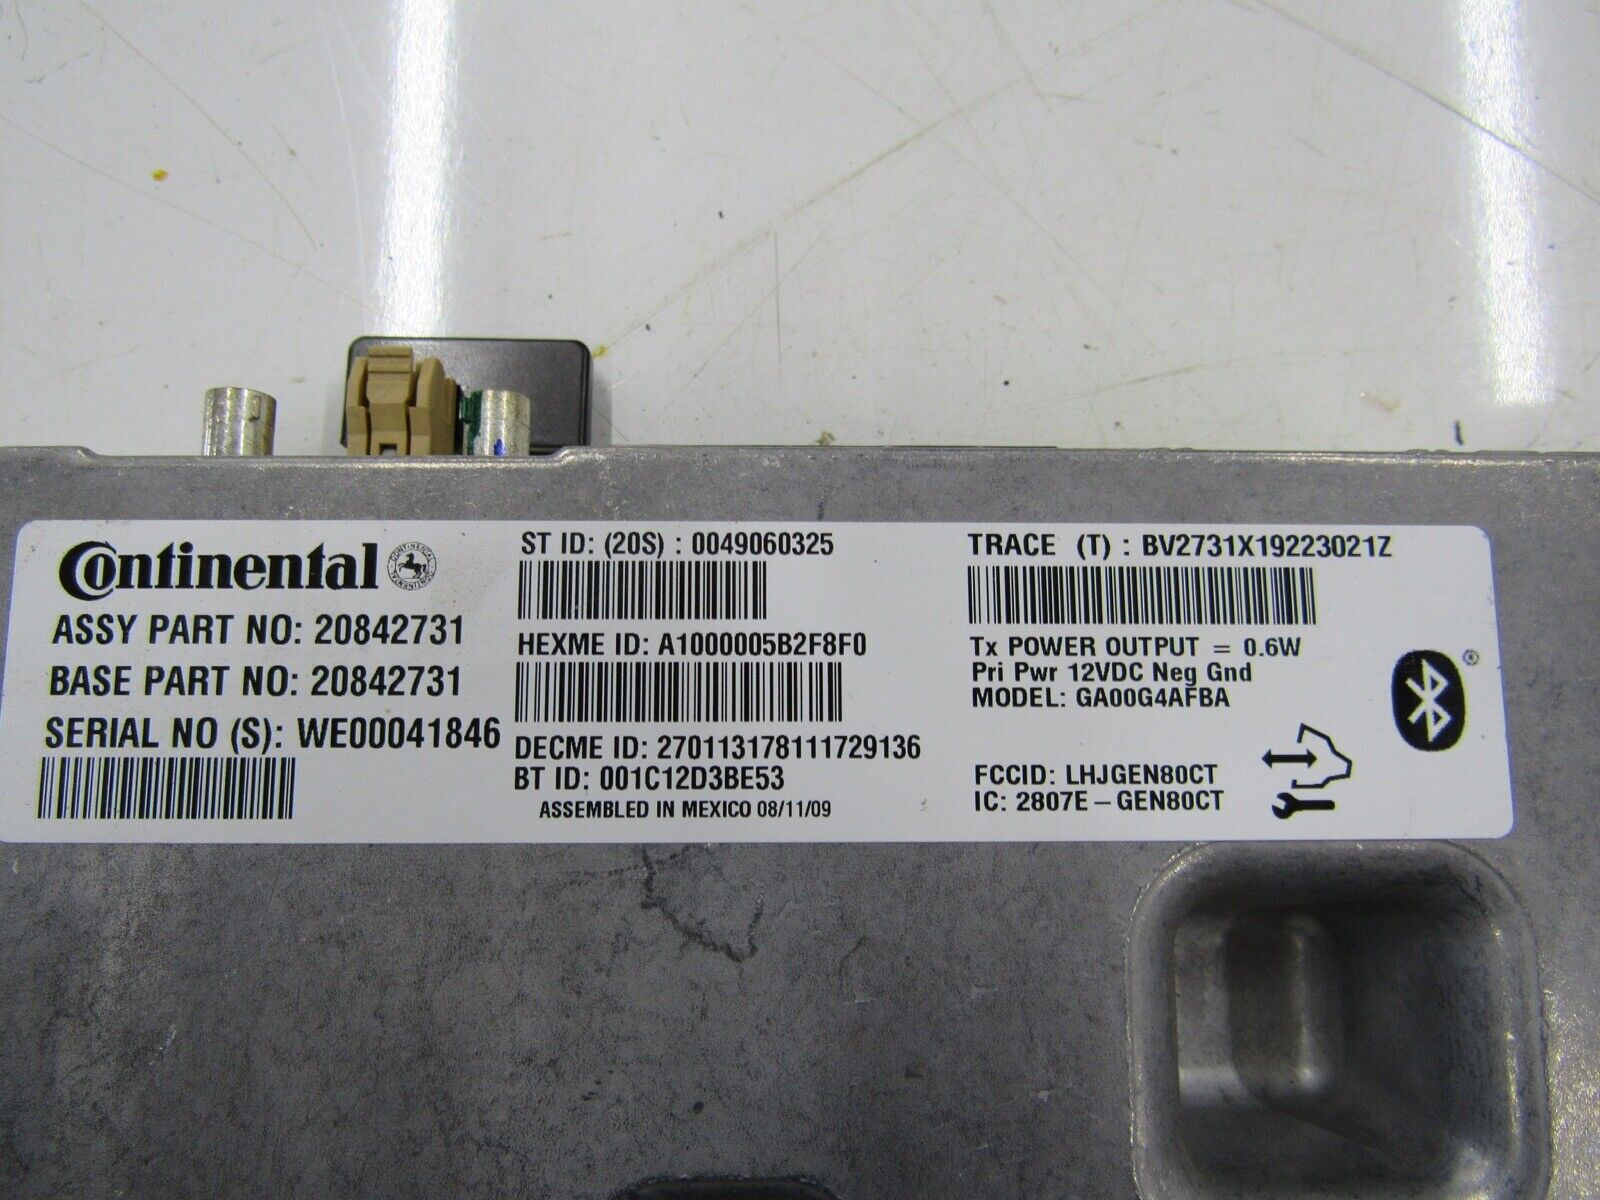 Continental
ASSY PART NO: 20842731
BASE PART NO: 20842731
SERIAL NO (S): WE00041846
ST ID: (20S) : 0049060325
HEXME ID: A1000005B2F8F0
DECME ID: 270113178111729136
BT ID: 001C12D3BE53
ASSEMBLED IN MEXICO 08/11/09
TRACE (T) : BV2731X19223021Z
Tx POWER OUTPUT = 0.6W
Pri Pwr 12VDC Neg Gnd
MODEL: GA00G4AFBA
FCCID: LHJGEN80CT
IC: 2807E-GEN80CT